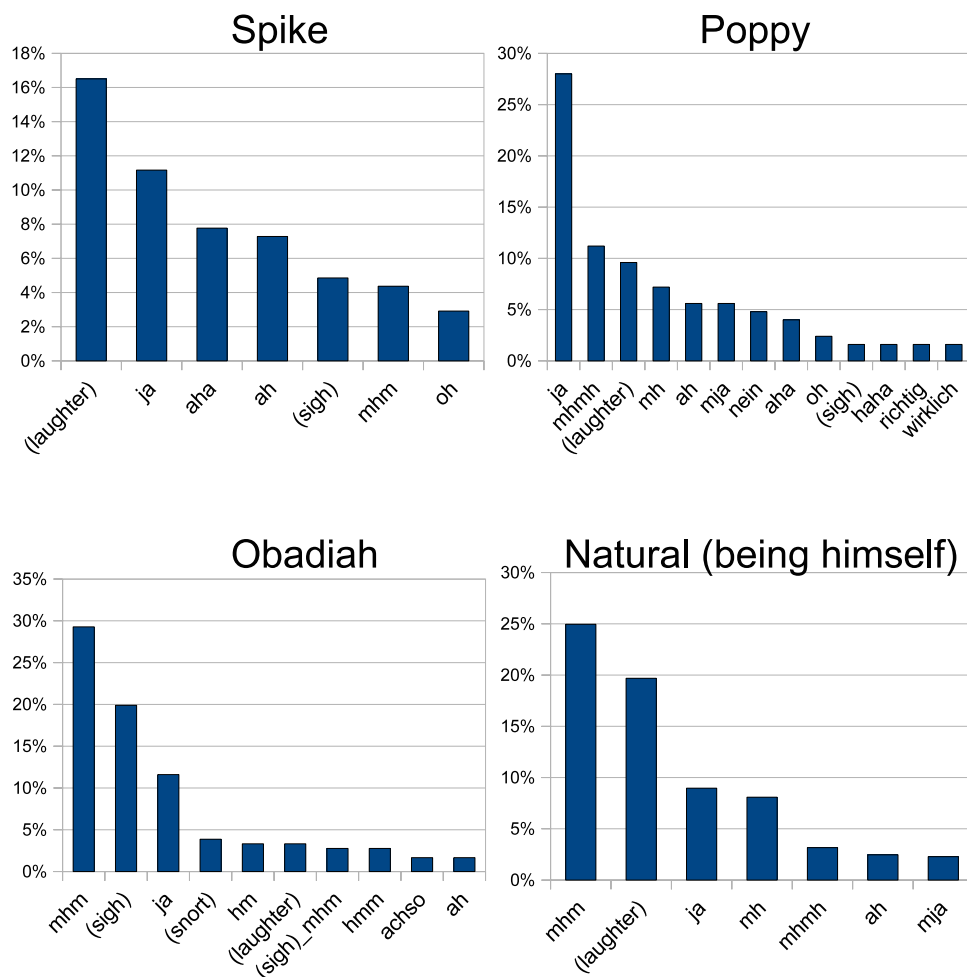 Spike
18%
16%
14%
12%
10%
8%
6%
4%
2%
0%
(laughter)
ja
aha
ah
(sigh)
mhm
oh
Poppy
30%
25%
20%
15%
10%
5%
0%
ja
mhmh
(laughter)
mh
ah
mja
nein
aha
oh
(sigh)
haha
richtig
wirklich
Obadiah
35%
30%
20%
15%
10%
5%
0%
mhm
(sigh)
ja
(snort)
hm
(laughter)
(sigh)_mhm
hmm
achso
ah
Natural (being himself)
30%
25%
20%
15%
10%
5%
0%
mhm
(laughter)
ja
mh
mhmh
ah
mja